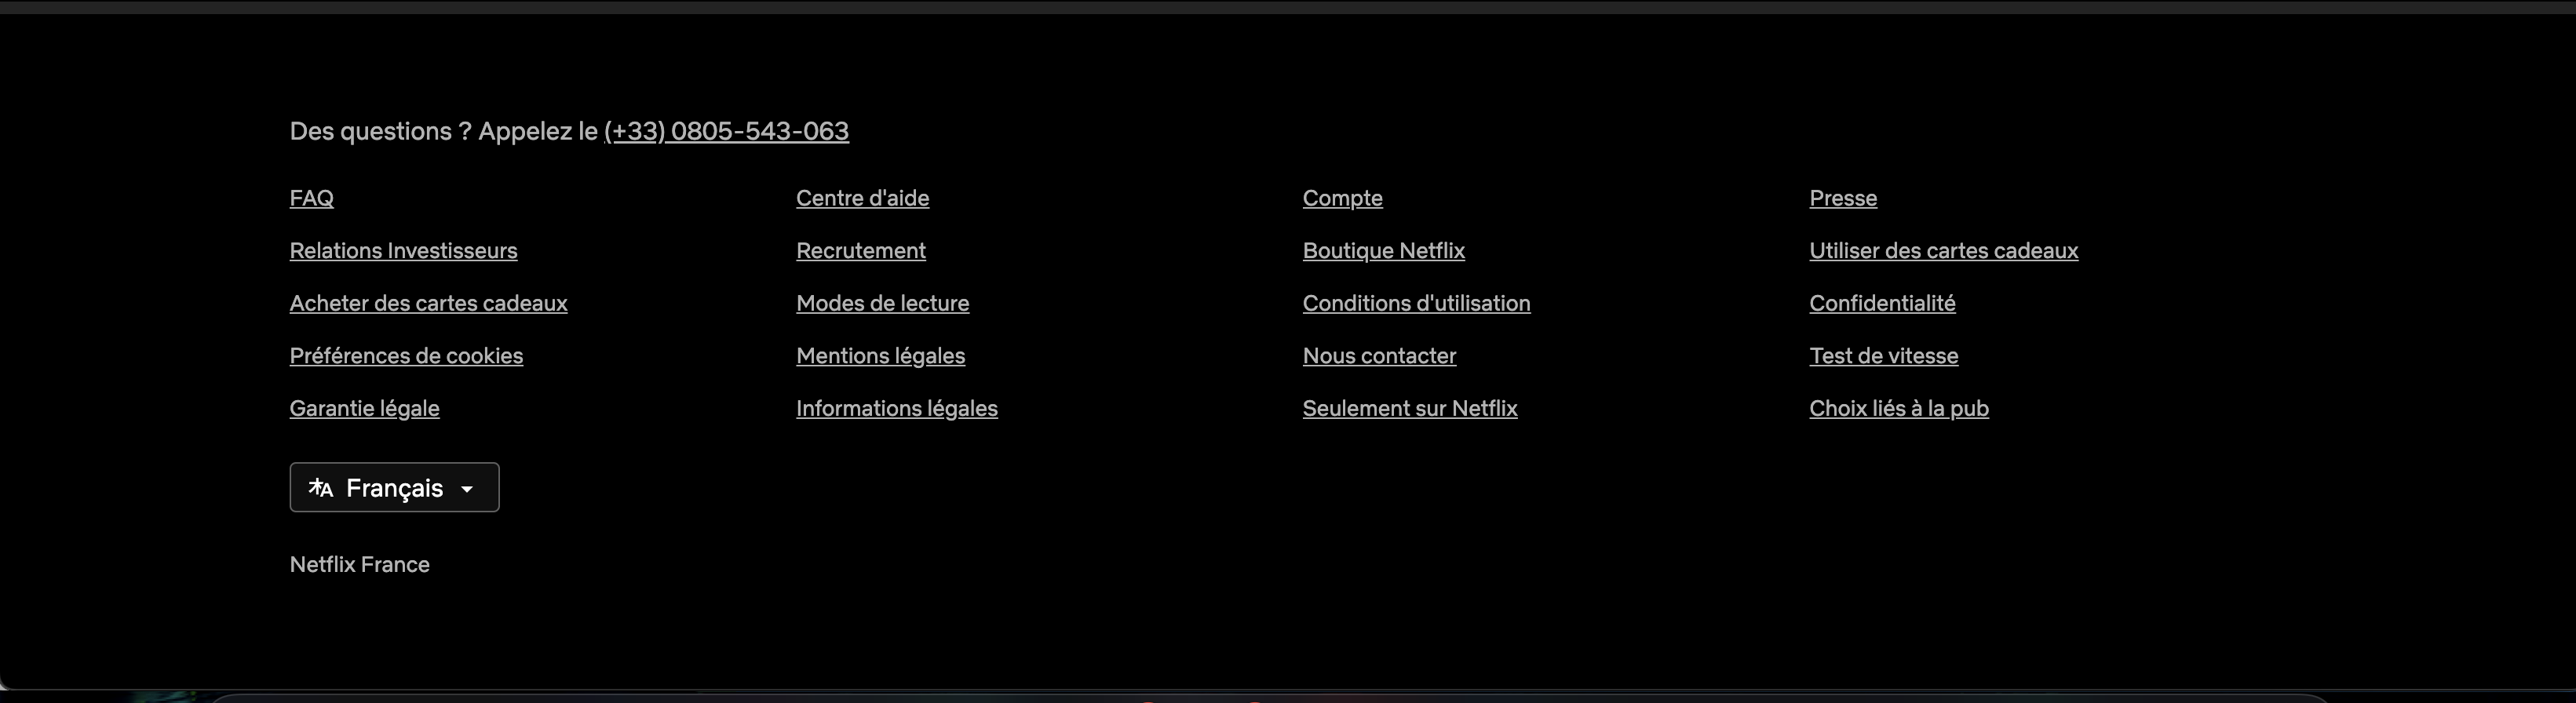 Des questions ? Appelez le (+33) 0805-543-063
FAQ
Centre d'aide
Compte
Presse
Relations Investisseurs
Recrutement
Boutique Netflix
Utiliser des cartes cadeaux
Acheter des cartes cadeaux
Modes de lecture
Conditions d'utilisation
Confidentialité
Préférences de cookies
Mentions légales
Nous contacter
Test de vitesse
Garantie légale
Informations légales
Seulement sur Netflix
Choix liés à la pub
Français
Netflix France